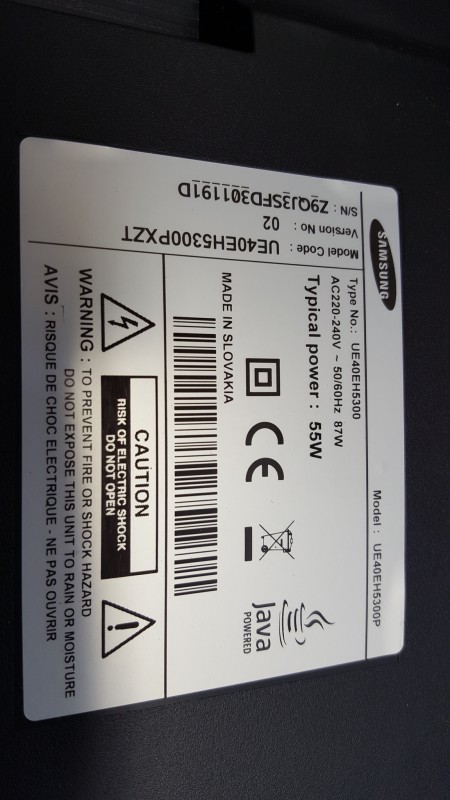 SAMSUNG
Model : UE40EH5300P
Type No.: UE40EH5300
AC220-240V ~ 50/60Hz 87W
Typical power : 55W
Model Code : UE40EH5300PXZT
Version No : 02
S/N : Z9QJ3SFD301191D
MADE IN SLOVAKIA
CE
Java
POWERED
CAUTION
RISK OF ELECTRIC SHOCK
DO NOT OPEN
WARNING : TO PREVENT FIRE OR SHOCK HAZARD
DO NOT EXPOSE THIS UNIT TO RAIN OR MOISTURE
AVIS : RISQUE DE CHOC ELECTRIQUE - NE PAS OUVRIR